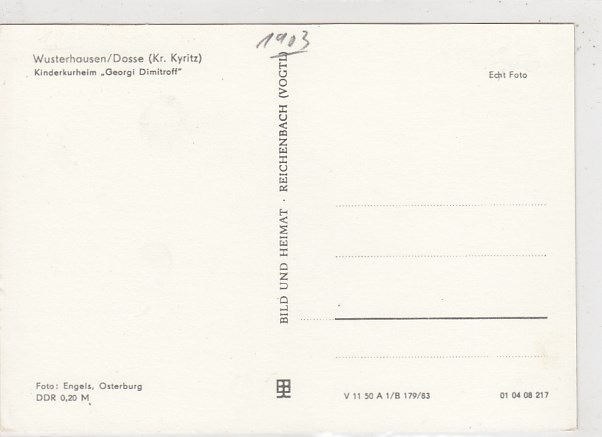 1903
Wusterhausen/Dosse (Kr. Kyritz)
Kinderkurheim „Georgi Dimitroff"
Echt Foto
BILD UND HEIMAT · REICHENBACH (VOGTL)
Foto: Engels, Osterburg
DDR 0,20 M
V 11 50 A 1/B 179/83
01 04 08 217